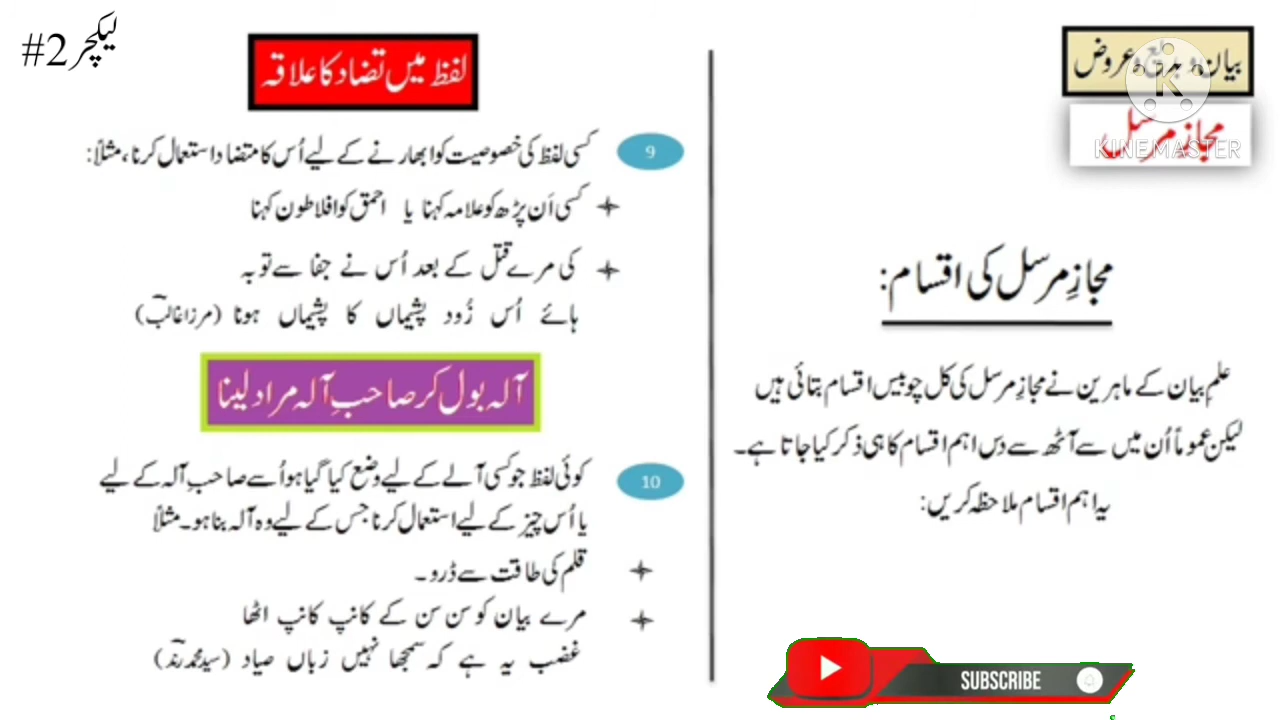 لیکچر 2#
بیان و بدیع و عروض
مجازِ مرسل
KINEMASTER
مجازِ مرسل کی اقسام:
علمِ بیان کے ماہرین نے مجازِ مرسل کی کل چوبیس اقسام بتائی ہیں
لیکن عموماً اُن میں سے آٹھ سے دس اہم اقسام کا ہی ذکر کیا جاتا ہے۔
یہ اہم اقسام ملاحظہ کریں:
لفظ میں تضاد کا علاقہ
9 کسی لفظ کی خصوصیت کو ابھارنے کے لیے اُس کا متضاد استعمال کرنا، مثلاً:
کسی اَن پڑھ کو علامہ کہنا یا احمق کو افلاطون کہنا
کی مرے قتل کے بعد اُس نے جفا سے توبہ
ہائے اُس زُود پشیماں کا پشیماں ہونا (مرزا غالبؔ)
آلہ بول کر صاحبِ آلہ مراد لینا
10 کوئی لفظ جو کسی آلے کے لیے وضع کیا گیا ہو اُسے صاحبِ آلہ کے لیے
یا اُس چیز کے لیے استعمال کرنا جس کے لیے وہ آلہ بنا ہو۔ مثلاً
قلم کی طاقت سے ڈرو۔
مرے بیان کو سن سن کے کانپ کانپ اٹھا
غضب یہ ہے کہ سمجھا نہیں زباں صیاد (سید محمد رندؔ)
SUBSCRIBE